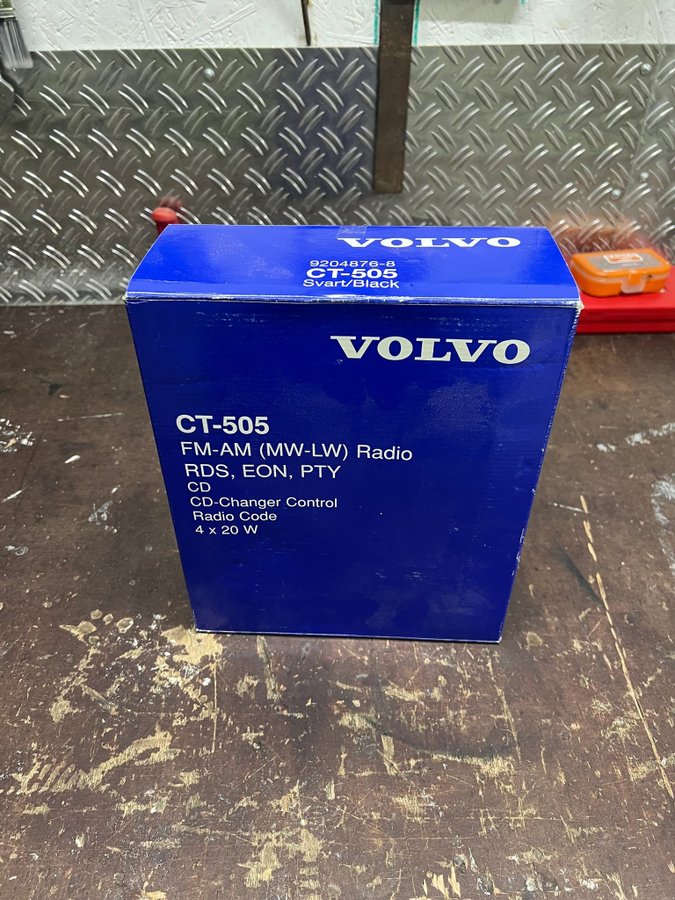 VOLVO
9204876-8
CT-505
Svart/Black
VOLVO
CT-505
FM-AM (MW-LW) Radio
RDS, EON, PTY
CD
CD-Changer Control
Radio Code
4 x 20 W